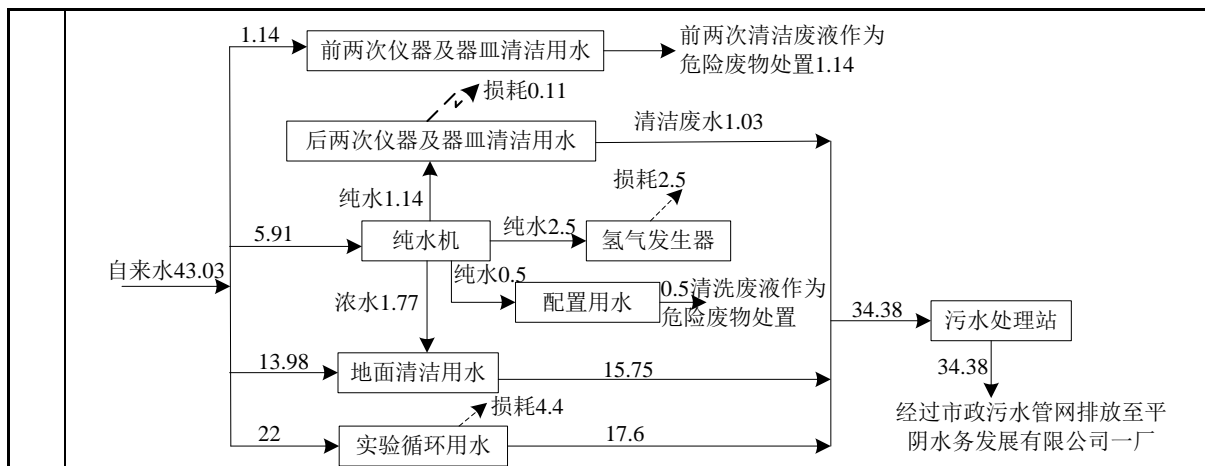 1.14
前两次仪器及器皿清洁用水
前两次清洁废液作为
危险废物处置1.14
损耗0.11
后两次仪器及器皿清洁用水
清洁废水1.03
纯水1.14
损耗2.5
5.91
纯水机
纯水2.5
氢气发生器
自来水43.03
纯水0.5
浓水1.77
配置用水
0.5清洗废液作为
危险废物处置
34.38
污水处理站
13.98
地面清洁用水
15.75
34.38
损耗4.4
经过市政污水管网排放至平
阴水务发展有限公司一厂
22
实验循环用水
17.6